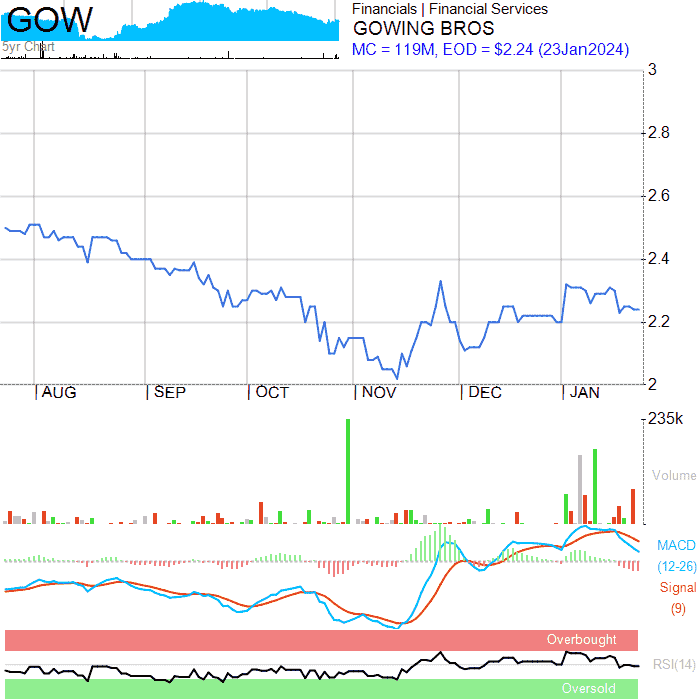 GOW
5yr Chart
Financials | Financial Services
GOWING BROS
MC = 119M, EOD = $2.24 (23Jan2024)
3
2.8
2.6
2.4
2.2
2
AUG SEP OCT NOV DEC JAN
235k
Volume
MACD
(12-26)
Signal
(9)
Overbought
RSI(14)
Oversold